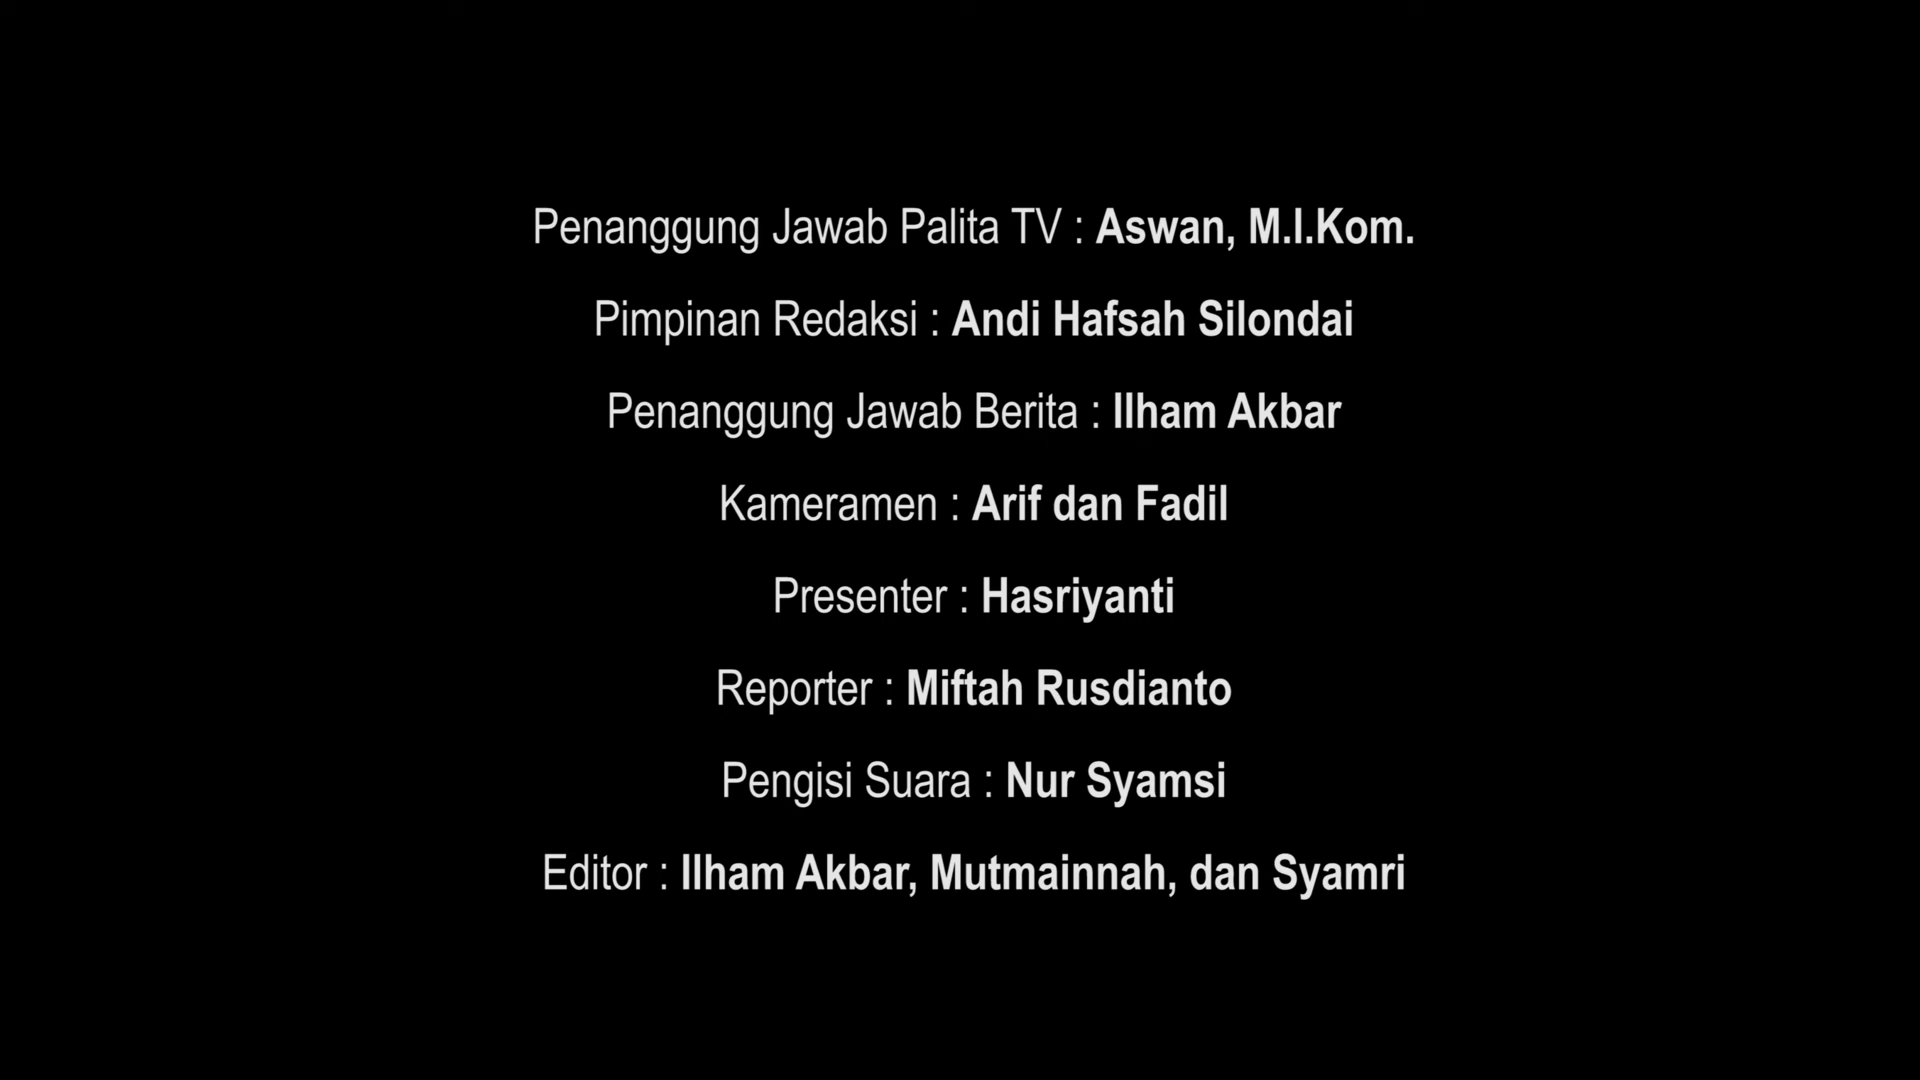 Penanggung Jawab Palita TV : Aswan, M.I.Kom.
Pimpinan Redaksi : Andi Hafsah Silondai
Penanggung Jawab Berita : Ilham Akbar
Kameramen : Arif dan Fadil
Presenter : Hasriyanti
Reporter : Miftah Rusdianto
Pengisi Suara : Nur Syamsi
Editor : Ilham Akbar, Mutmainnah, dan Syamri